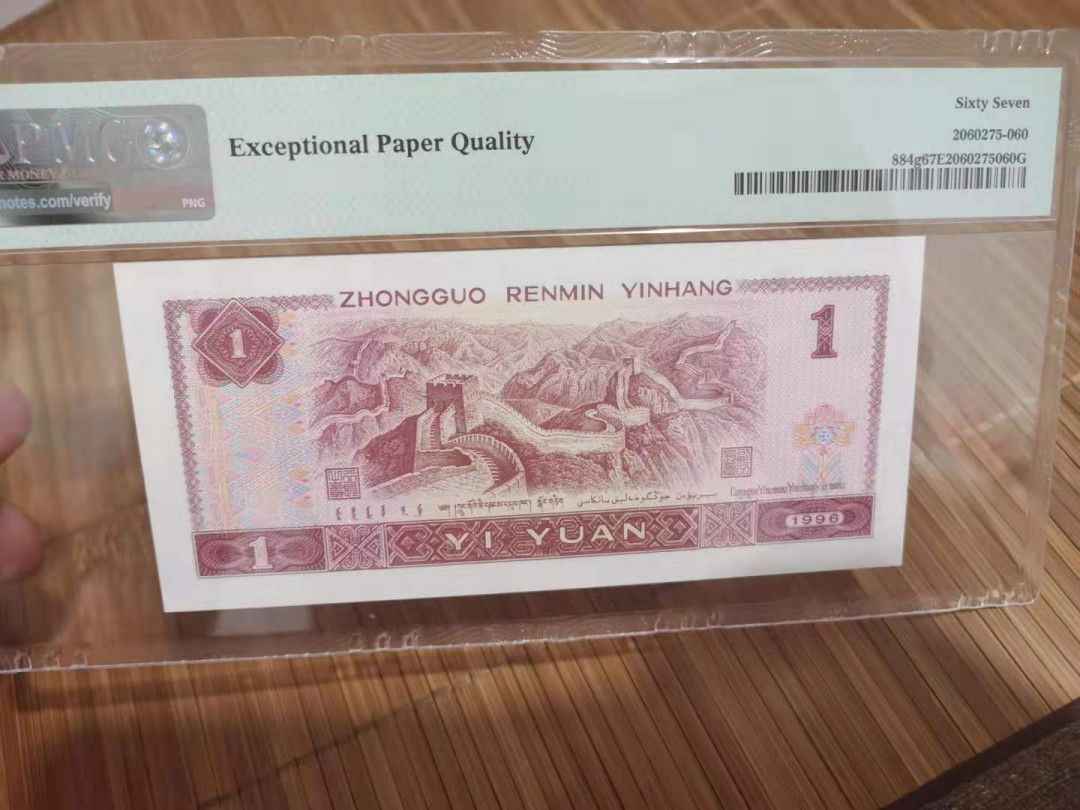 PMG
R MONEY
notes.com/verify
PNG
Exceptional Paper Quality
Sixty Seven
2060275-060
884g67E2060275060G
ZHONGGUO RENMIN YINHANG
1
1
1
YI YUAN
1996